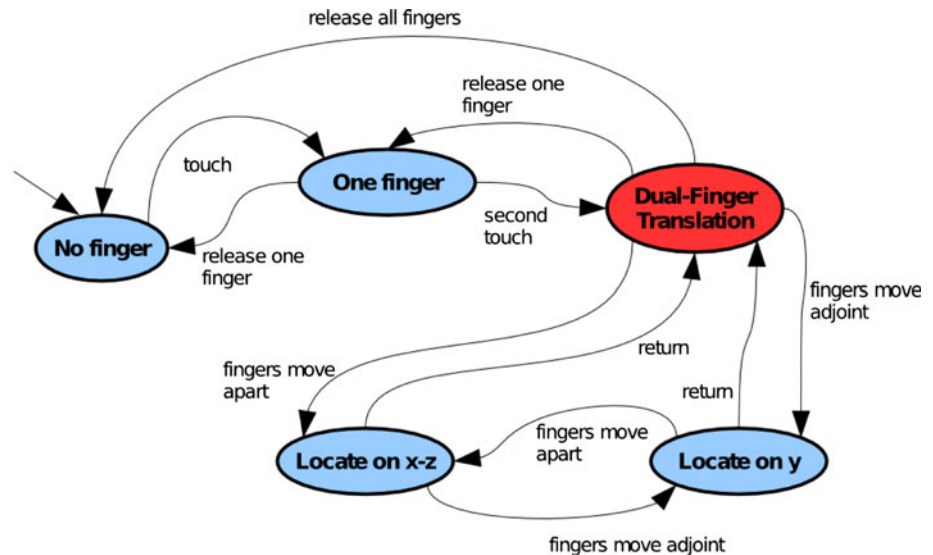 release all fingers
release one
finger
touch
One finger
Dual-Finger
Translation
second
touch
No finger
release one
finger
fingers move
adjoint
return
fingers move
apart
return
fingers move
apart
Locate on x-z
Locate on y
fingers move adjoint